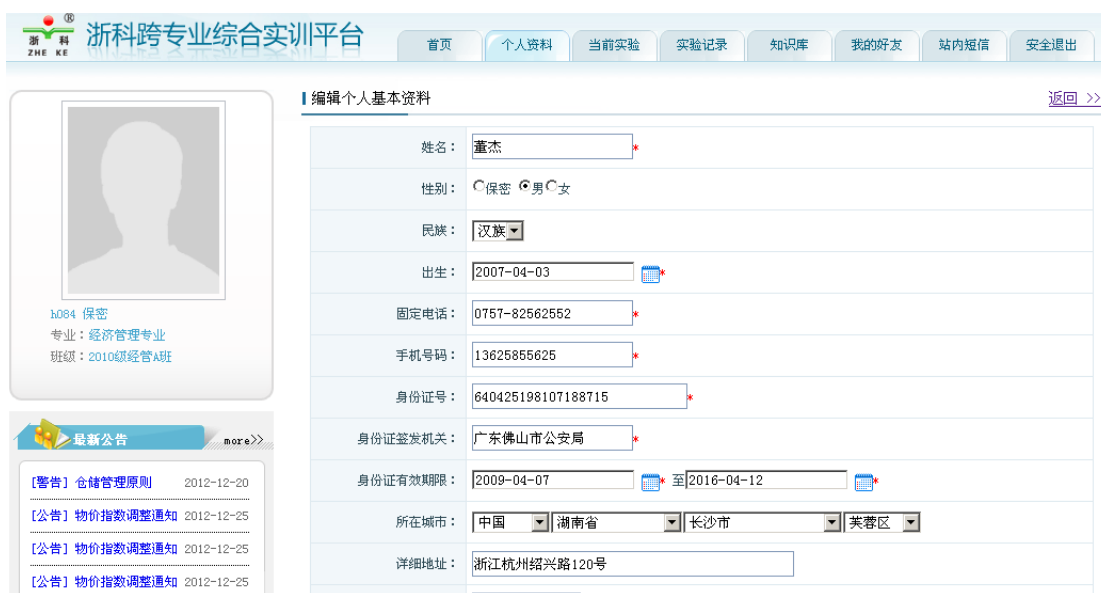 ®
浙科
ZHE KE
浙科跨专业综合实训平台
首页 个人资料 当前实验 实验记录 知识库 我的好友 站内短信 安全退出
h084 保密
专业：经济管理专业
班级：2010级经管A班
最新公告 more>>
[警告] 仓储管理原则 2012-12-20
[公告] 物价指数调整通知 2012-12-25
[公告] 物价指数调整通知 2012-12-25
[公告] 物价指数调整通知 2012-12-25
编辑个人基本资料 返回 >>
姓名： 董杰 *
性别： 保密 男 女
民族： 汉族
出生： 2007-04-03 *
固定电话： 0757-82562552 *
手机号码： 13625855625 *
身份证号： 640425198107188715 *
身份证签发机关： 广东佛山市公安局 *
身份证有效期限： 2009-04-07 * 至 2016-04-12 *
所在城市： 中国 湖南省 长沙市 芙蓉区
详细地址： 浙江杭州绍兴路120号